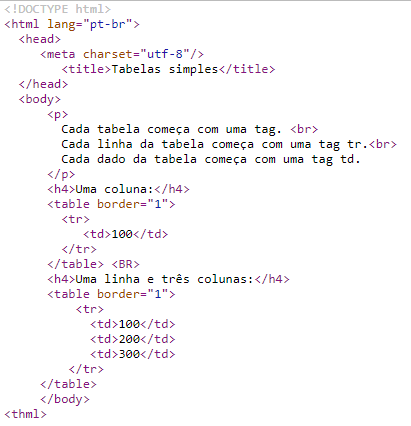 <!DOCTYPE html>
<html lang="pt-br">
<head>
<meta charset="utf-8"/>
<title>Tabelas simples</title>
</head>
<body>
<p>
Cada tabela começa com uma tag. <br>
Cada linha da tabela começa com uma tag tr.<br>
Cada dado da tabela começa com uma tag td.
</p>
<h4>Uma coluna:</h4>
<table border="1">
<tr>
<td>100</td>
</tr>
</table> <BR>
<h4>Uma linha e três colunas:</h4>
<table border="1">
<tr>
<td>100</td>
<td>200</td>
<td>300</td>
</tr>
</table>
</body>
<thml>